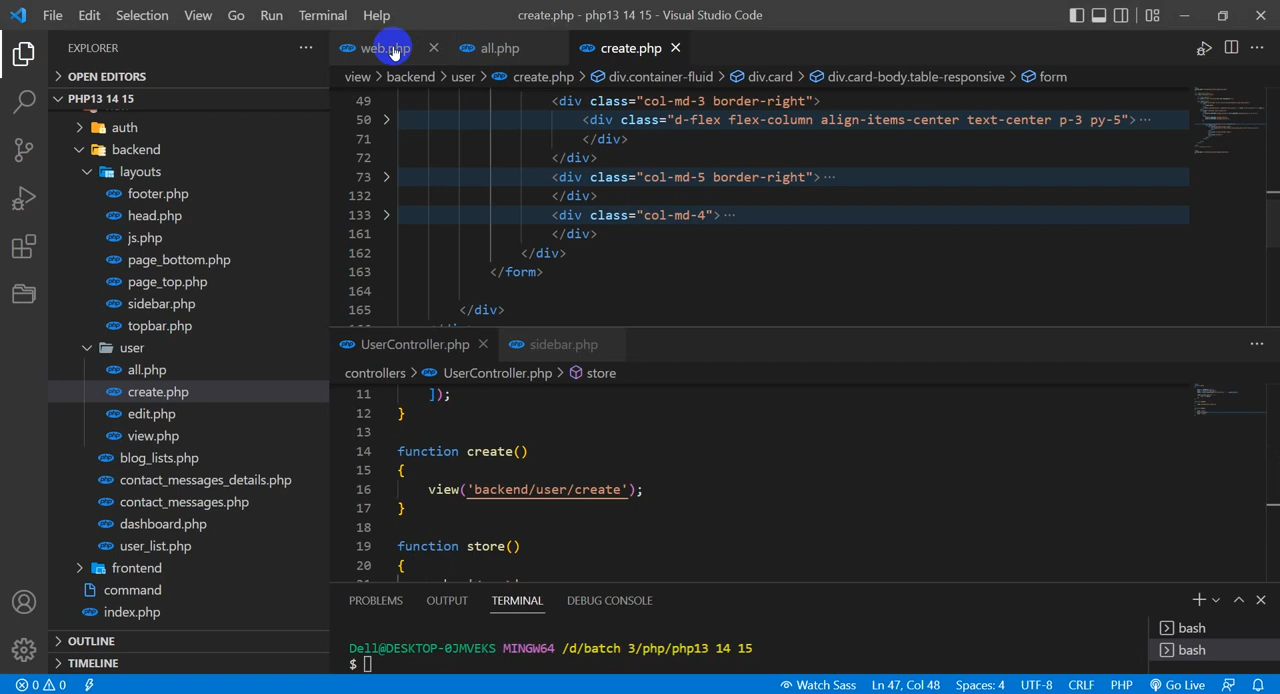 File Edit Selection View Go Run Terminal Help create.php - php13 14 15 - Visual Studio Code
EXPLORER
OPEN EDITORS
PHP13 14 15
auth
backend
layouts
footer.php
head.php
js.php
page_bottom.php
page_top.php
sidebar.php
topbar.php
user
all.php
create.php
edit.php
view.php
blog_lists.php
contact_messages_details.php
contact_messages.php
dashboard.php
user_list.php
frontend
command
index.php
OUTLINE
TIMELINE
web.php all.php create.php
view > backend > user > create.php > div.container-fluid > div.card > div.card-body.table-responsive > form
49 <div class="col-md-3 border-right">
50 <div class="d-flex flex-column align-items-center text-center p-3 py-5"> ...
71 </div>
72 </div>
73 <div class="col-md-5 border-right"> ...
132 </div>
133 <div class="col-md-4"> ...
161 </div>
162 </div>
163 </form>
164
165 </div>
UserController.php sidebar.php
controllers > UserController.php > store
11 ]);
12 }
13
14 function create()
15 {
16 view('backend/user/create');
17 }
18
19 function store()
20 {
PROBLEMS OUTPUT TERMINAL DEBUG CONSOLE
Dell@DESKTOP-0JMVEKS MINGW64 /d/batch 3/php/php13 14 15
$
bash
bash
0 0 Watch Sass Ln 47, Col 48 Spaces: 4 UTF-8 CRLF PHP Go Live